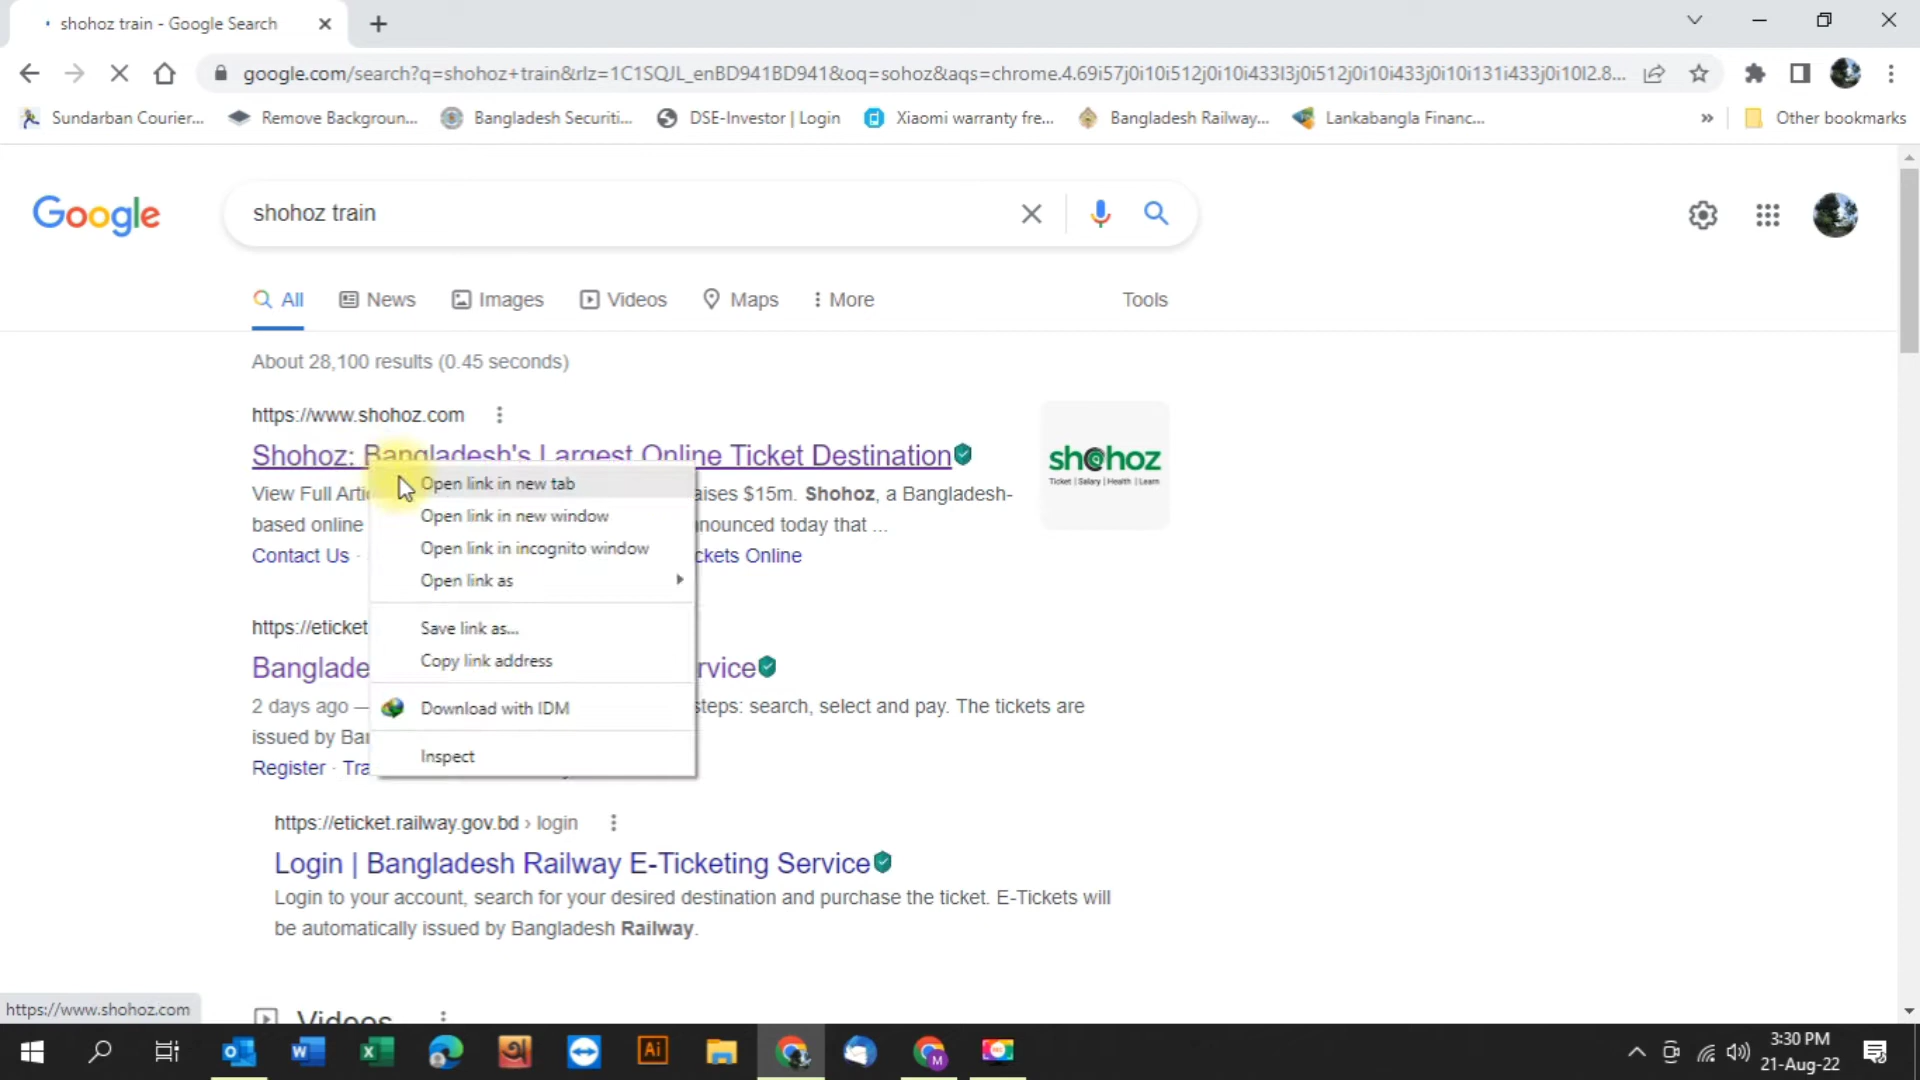 shohoz train - Google Search
google.com/search?q=shohoz+train&rlz=1C1SQJL_enBD941BD941&oq=sohoz&aqs=chrome.4.69i57j0i10i512j0i10i433l3j0i512j0i10i433j0i10i131i433j0i10l2.8...
Sundarban Courier... Remove Backgroun... Bangladesh Securiti... DSE-Investor | Login Xiaomi warranty fre... Bangladesh Railway... Lankabangla Financ... » Other bookmarks
Google shohoz train
All News Images Videos Maps More Tools
About 28,100 results (0.45 seconds)
https://www.shohoz.com
Shohoz: Bangladesh's Largest Online Ticket Destination
View Full Arti aises $15m. Shohoz, a Bangladesh-
based online nounced today that ...
Contact Us · ckets Online
shohoz
Ticket | Salary | Health | Learn
Open link in new tab
Open link in new window
Open link in incognito window
Open link as
Save link as...
Copy link address
Download with IDM
Inspect
https://eticket
Banglade rvice
2 days ago — steps: search, select and pay. The tickets are
issued by Ba
Register · Tra
https://eticket.railway.gov.bd › login
Login | Bangladesh Railway E-Ticketing Service
Login to your account, search for your desired destination and purchase the ticket. E-Tickets will
be automatically issued by Bangladesh Railway.
Videos
https://www.shohoz.com
Ai
M
3:30 PM
21-Aug-22